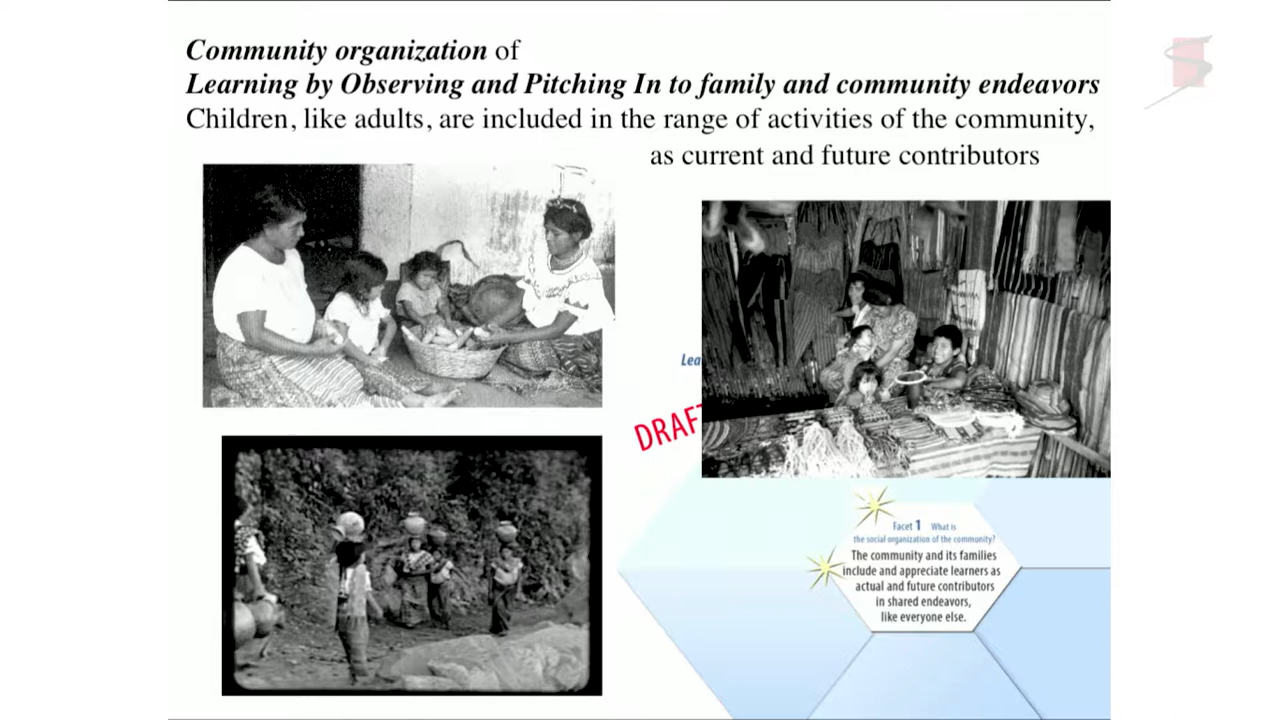 Community organization of
Learning by Observing and Pitching In to family and community endeavors
Children, like adults, are included in the range of activities of the community,
as current and future contributors
Lea
DRAFT
Facet 1 What is
the social organization of the community?
The community and its families
include and appreciate learners as
actual and future contributors
in shared endeavors,
like everyone else.